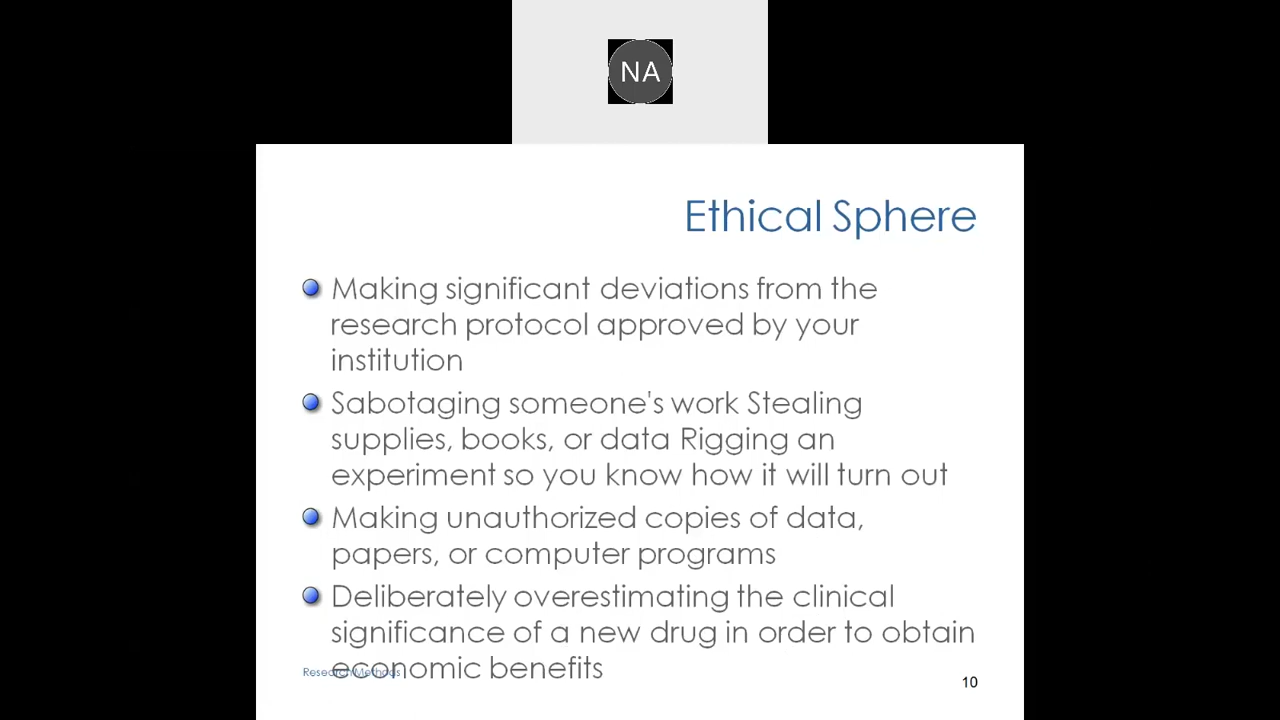 NA
Ethical Sphere
Making significant deviations from the
research protocol approved by your
institution
Sabotaging someone's work Stealing
supplies, books, or data Rigging an
experiment so you know how it will turn out
Making unauthorized copies of data,
papers, or computer programs
Deliberately overestimating the clinical
significance of a new drug in order to obtain
economic benefits
Research Methods
10